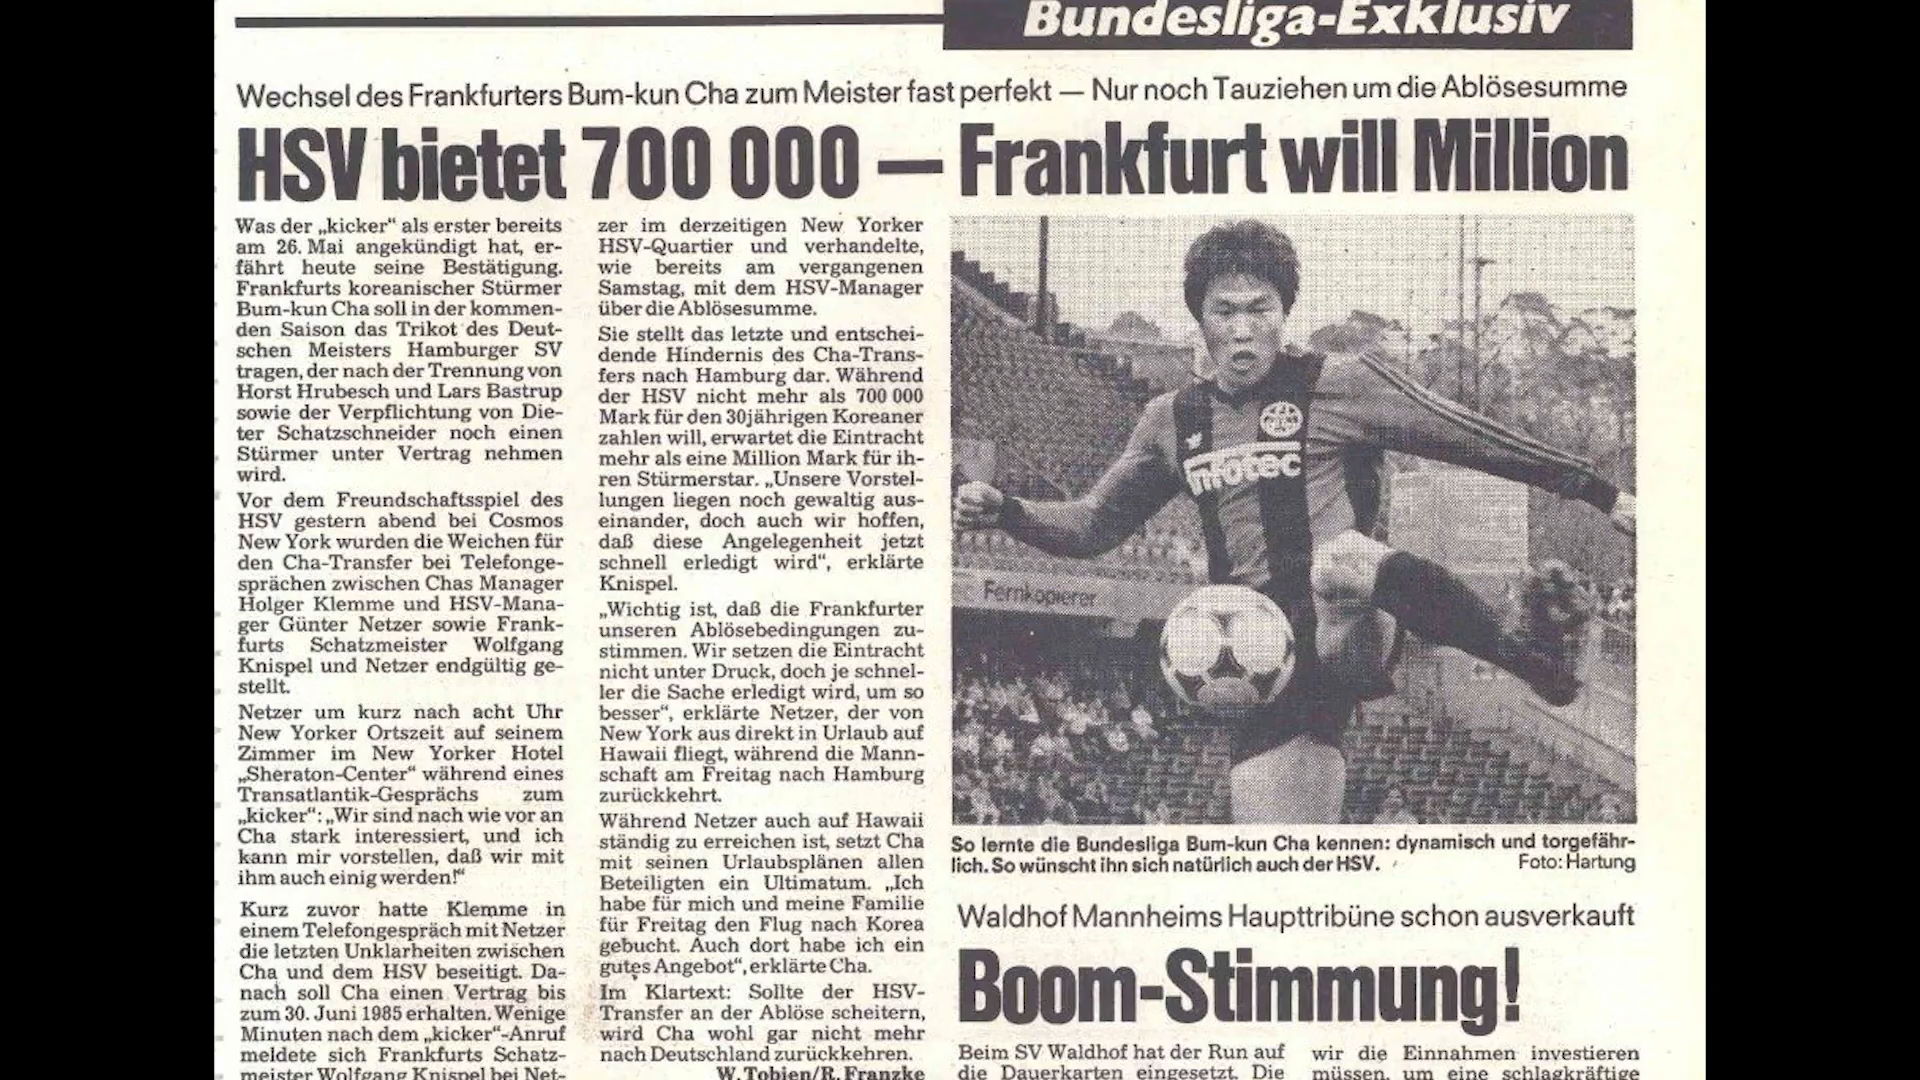 Bundesliga-Exklusiv
Wechsel des Frankfurters Bum-kun Cha zum Meister fast perfekt — Nur noch Tauziehen um die Ablösesumme
HSV bietet 700 000 — Frankfurt will Million
Was der „kicker“ als erster bereits
am 26. Mai angekündigt hat, er-
fährt heute seine Bestätigung.
Frankfurts koreanischer Stürmer
Bum-kun Cha soll in der kommen-
den Saison das Trikot des Deut-
schen Meisters Hamburger SV
tragen, der nach der Trennung von
Horst Hrubesch und Lars Bastrup
sowie der Verpflichtung von Die-
ter Schatzschneider noch einen
Stürmer unter Vertrag nehmen
wird.
Vor dem Freundschaftsspiel des
HSV gestern abend bei Cosmos
New York wurden die Weichen für
den Cha-Transfer bei Telefonge-
sprächen zwischen Chas Manager
Holger Klemme und HSV-Mana-
ger Günter Netzer sowie Frank-
furts Schatzmeister Wolfgang
Knispel und Netzer endgültig ge-
stellt.
Netzer um kurz nach acht Uhr
New Yorker Ortszeit auf seinem
Zimmer im New Yorker Hotel
„Sheraton-Center“ während eines
Transatlantik-Gesprächs zum
„kicker“: „Wir sind nach wie vor an
Cha stark interessiert, und ich
kann mir vorstellen, daß wir mit
ihm auch einig werden!“
Kurz zuvor hatte Klemme in
einem Telefongespräch mit Netzer
die letzten Unklarheiten zwischen
Cha und dem HSV beseitigt. Da-
nach soll Cha einen Vertrag bis
zum 30. Juni 1985 erhalten. Wenige
Minuten nach dem „kicker“-Anruf
meldete sich Frankfurts Schatz-
meister Wolfgang Knispel bei Net-
zer im derzeitigen New Yorker
HSV-Quartier und verhandelte,
wie bereits am vergangenen
Samstag, mit dem HSV-Manager
über die Ablösesumme.
Sie stellt das letzte und entschei-
dende Hindernis des Cha-Trans-
fers nach Hamburg dar. Während
der HSV nicht mehr als 700 000
Mark für den 30jährigen Koreaner
zahlen will, erwartet die Eintracht
mehr als eine Million Mark für ih-
ren Stürmerstar. „Unsere Vorstel-
lungen liegen noch gewaltig aus-
einander, doch auch wir hoffen,
daß diese Angelegenheit jetzt
schnell erledigt wird“, erklärte
Knispel.
„Wichtig ist, daß die Frankfurter
unseren Ablösebedingungen zu-
stimmen. Wir setzen die Eintracht
nicht unter Druck, doch je schnel-
ler die Sache erledigt wird, um so
besser“, erklärte Netzer, der von
New York aus direkt in Urlaub auf
Hawaii fliegt, während die Mann-
schaft am Freitag nach Hamburg
zurückkehrt.
Während Netzer auch auf Hawaii
ständig zu erreichen ist, setzt Cha
mit seinen Urlaubsplänen allen
Beteiligten ein Ultimatum. „Ich
habe für mich und meine Familie
für Freitag den Flug nach Korea
gebucht. Auch dort habe ich ein
gutes Angebot“, erklärte Cha.
Im Klartext: Sollte der HSV-
Transfer an der Ablöse scheitern,
wird Cha wohl gar nicht mehr
nach Deutschland zurückkehren.
W. Tobien/R. Franzke
infotec
Fernkopierer
So lernte die Bundesliga Bum-kun Cha kennen: dynamisch und torgefähr-
lich. So wünscht ihn sich natürlich auch der HSV. Foto: Hartung
Waldhof Mannheims Haupttribüne schon ausverkauft
Boom-Stimmung!
Beim SV Waldhof hat der Run auf
die Dauerkarten eingesetzt. Die
wir die Einnahmen investieren
müssen, um eine schlagkräftige